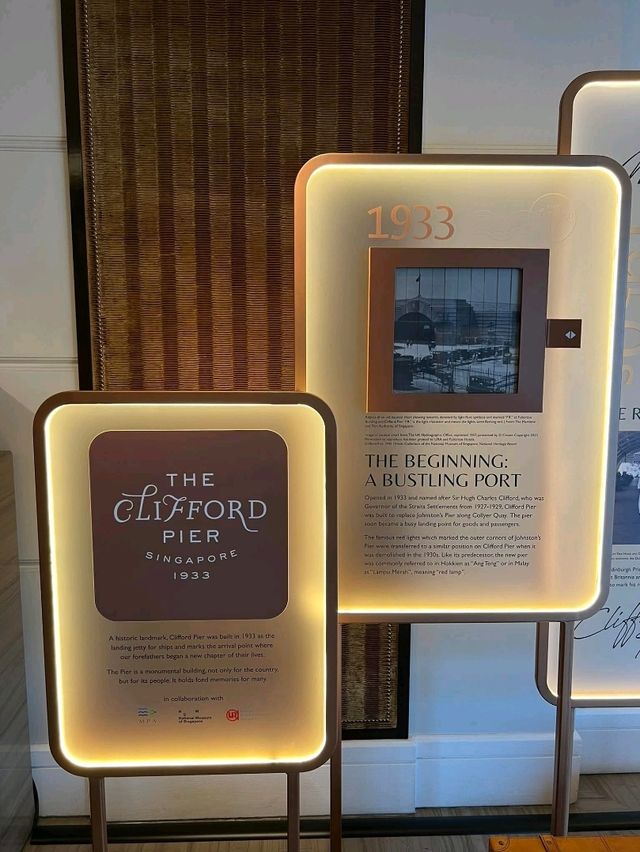 THE
CLIFFORD
PIER
SINGAPORE
1933
A historic landmark, Clifford Pier was built in 1933 as the
landing jetty for ships and marks the arrival point where
our forefathers began a new chapter of their lives.
The Pier is a monumental building, not only for the country,
but for its people. It holds fond memories for many.
in collaboration with
MPA
National Museum
of Singapore
1933
THE BEGINNING:
A BUSTLING PORT
Opened in 1933 and named after Sir Hugh Charles Clifford, who was
Governor of the Straits Settlements from 1927-1929, Clifford Pier
was built to replace Johnston's Pier along Collyer Quay. The pier
soon became a busy landing point for goods and passengers.
The famous red lights which marked the outer corners of Johnston's
Pier were transferred to a similar position on Clifford Pier when it
was demolished in the 1930s. Like its predecessor, the new pier
was commonly referred to in Hokkien as "Ang Teng" or in Malay
as "Lampu Merah", meaning "red lamp".